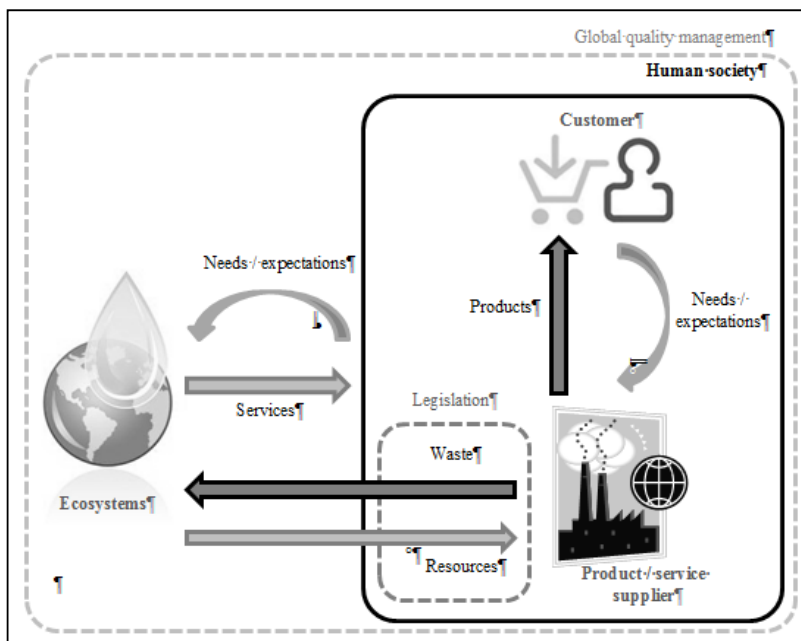 Global·quality·management¶
Human·society¶
Customer¶
Needs·/·expectations¶
Products¶
Needs·/·
expectations¶
Services¶
Legislation¶
Waste¶
Ecosystems¶
¶
Resources¶
Product·/·service·
supplier¶
¶